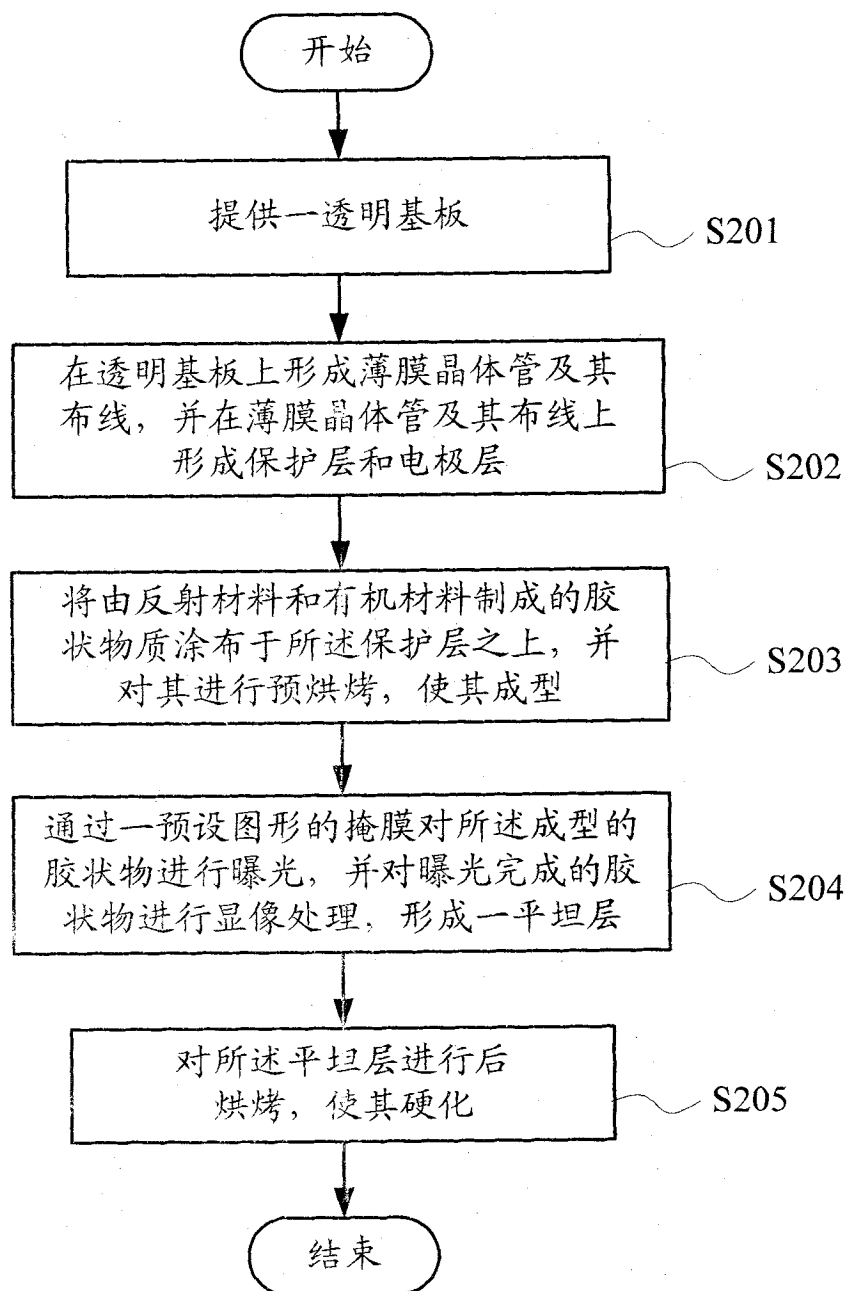 开始
提供一透明基板
S201
在透明基板上形成薄膜晶体管及其
布线，并在薄膜晶体管及其布线上
形成保护层和电极层
S202
将由反射材料和有机材料制成的胶
状物质涂布于所述保护层之上，并
对其进行预烘烤，使其成型
S203
通过一预设图形的掩膜对所述成型的
胶状物进行曝光，并对曝光完成的胶
状物进行显像处理，形成一平坦层
S204
对所述平坦层进行后
烘烤，使其硬化
S205
结束